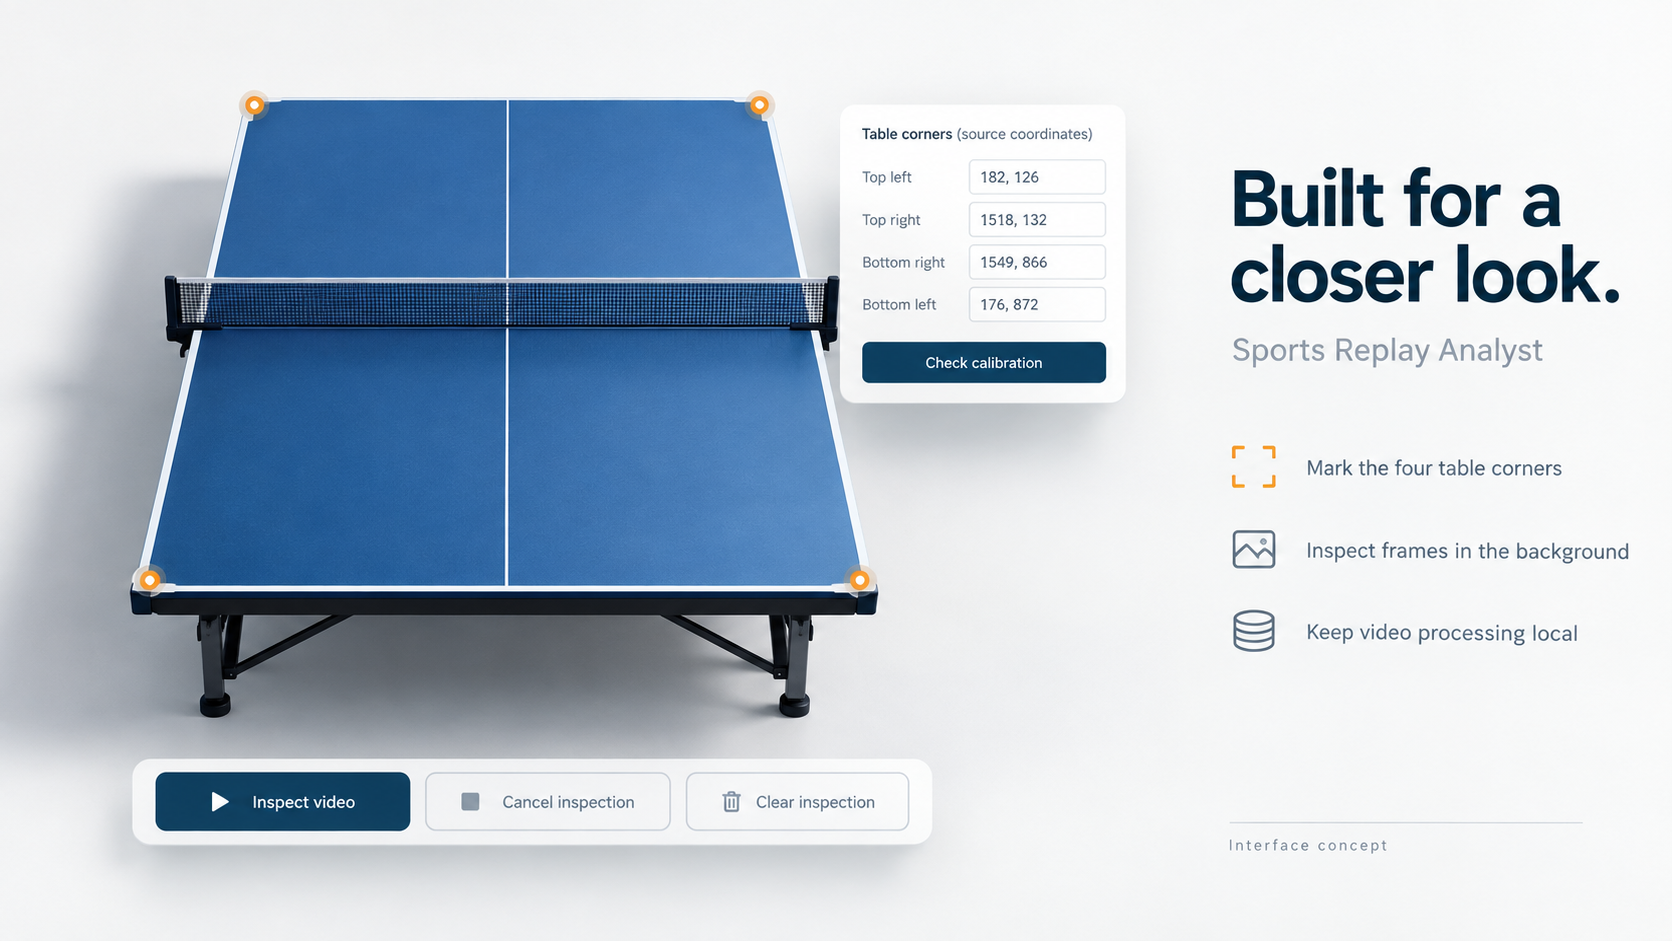 Table corners (source coordinates)
Top left 182, 126
Top right 1518, 132
Bottom right 1549, 866
Bottom left 176, 872
Check calibration
Inspect video
Cancel inspection
Clear inspection
Built for a
closer look.
Sports Replay Analyst
Mark the four table corners
Inspect frames in the background
Keep video processing local
Interface concept